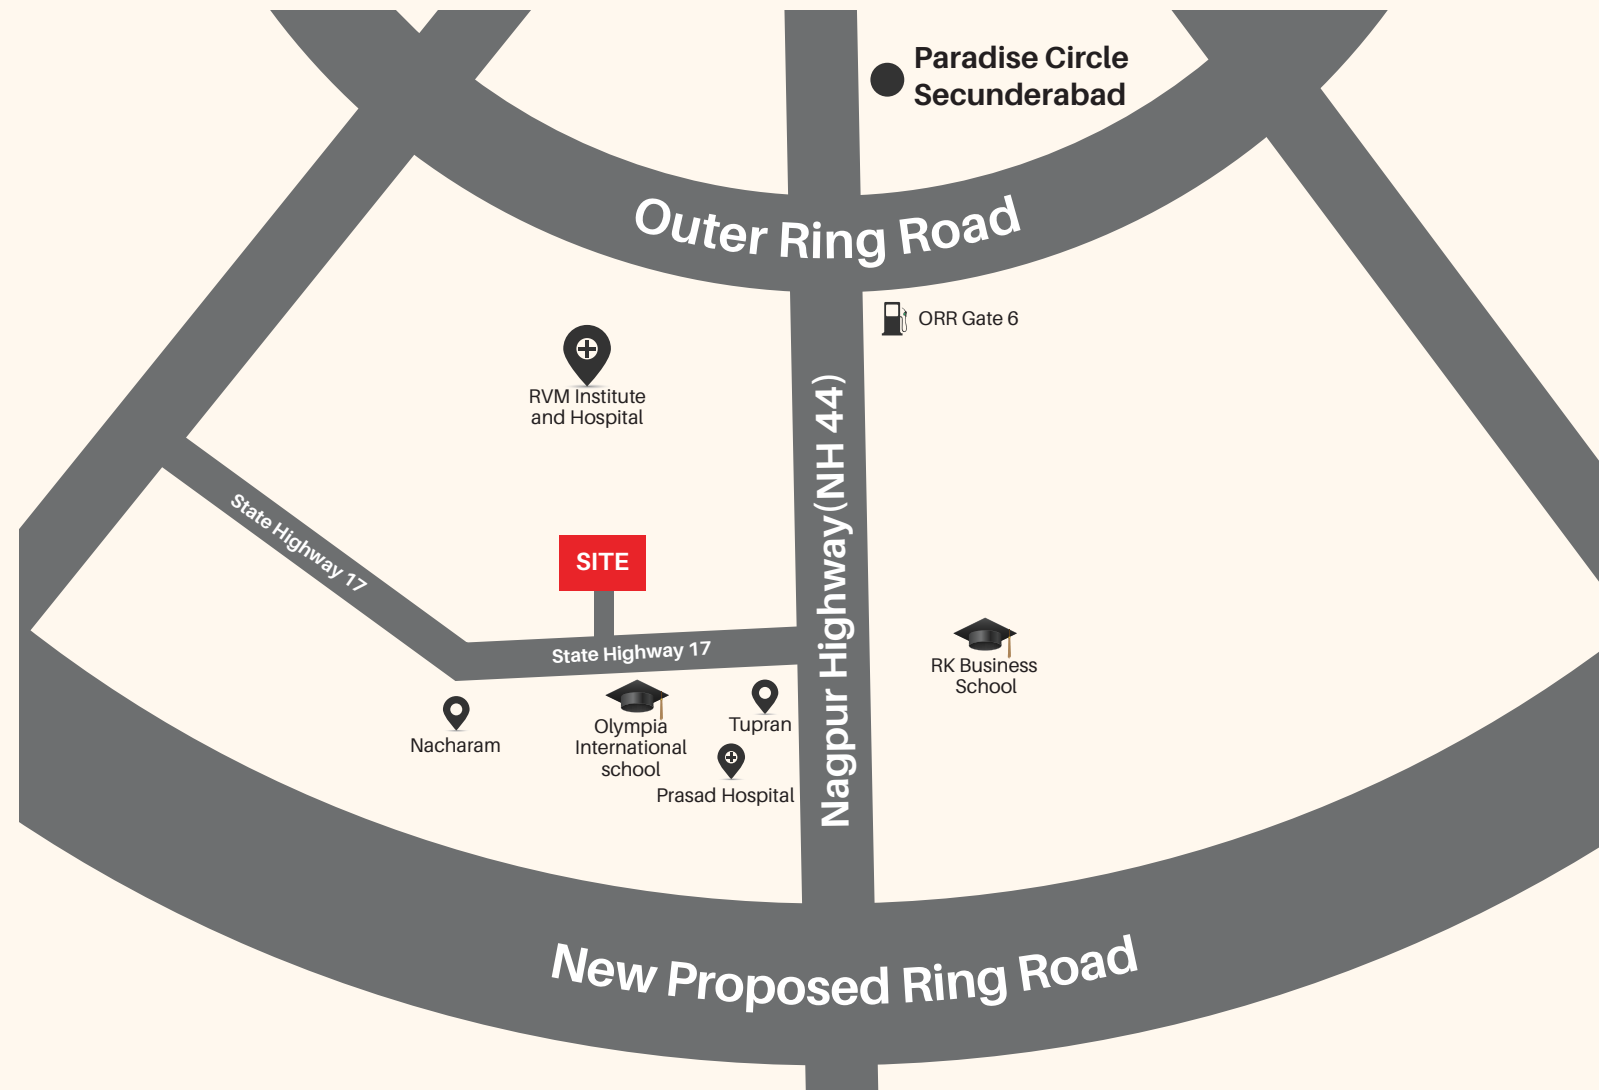 Paradise Circle
Secunderabad
Outer Ring Road
ORR Gate 6
RVM Institute
and Hospital
Nagpur Highway(NH 44)
State Highway 17
SITE
State Highway 17
RK Business
School
Nacharam
Olympia
International
school
Tupran
Prasad Hospital
New Proposed Ring Road